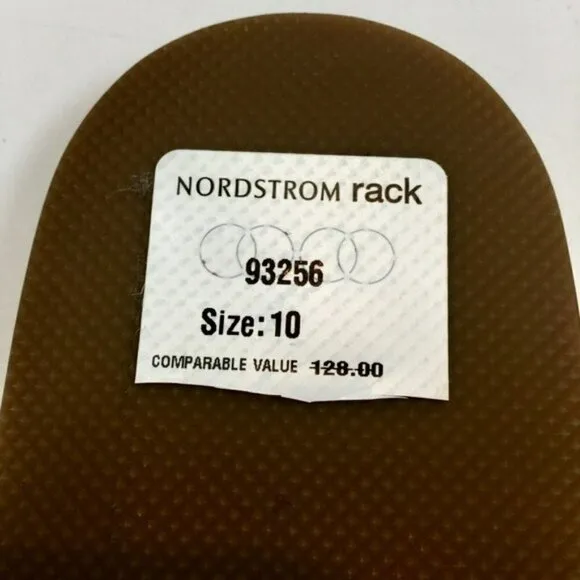 NORDSTROM rack
93256
Size: 10
COMPARABLE VALUE 128.00